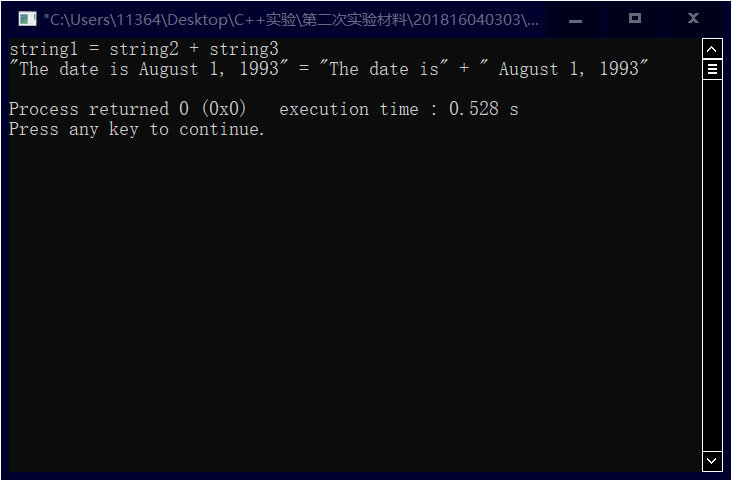 "C:\Users\11364\Desktop\C++实验\第二次实验材料\201816040303\...
string1 = string2 + string3
"The date is August 1, 1993" = "The date is" + " August 1, 1993"
Process returned 0 (0x0)   execution time : 0.528 s
Press any key to continue.